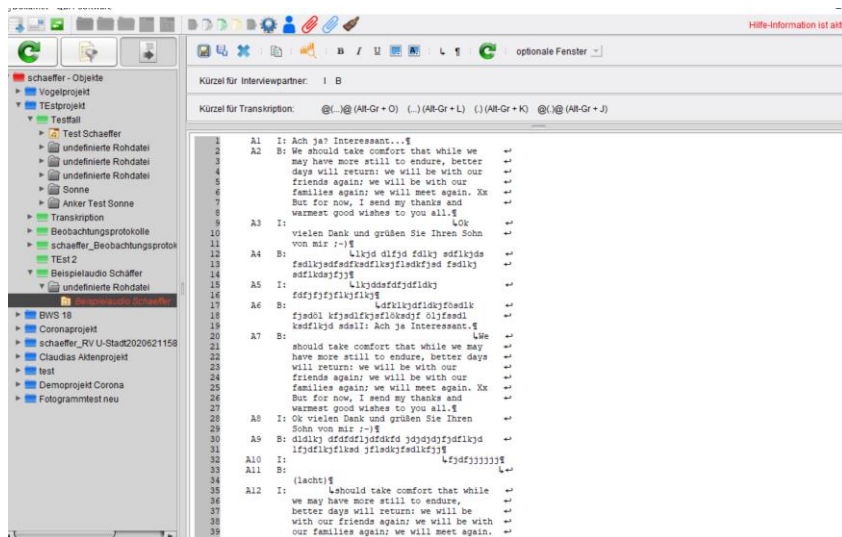 Hilfe-Information ist akt
optionale Fenster
Kürzel für Interviewpartner: I B
Kürzel für Transkription: @(...)@ (Alt-Gr + O) (...) (Alt-Gr + L) (.) (Alt-Gr + K) @(.)@ (Alt-Gr + J)
schaeffer - Objekte
Vogelprojekt
TEstprojekt
Testfall
Test Schaeffer
undefinierte Rohdatei
undefinierte Rohdatei
undefinierte Rohdatei
Sonne
Anker Test Sonne
Transkription
Beobachtungsprotokolle
schaeffer_Beobachtungsprotok
TEst 2
Beispielaudio Schäffer
undefinierte Rohdatei
Beispielaudio Schaeffer
BWS 18
Coronaprojekt
schaeffer_RV U-Stadt2020621158
Claudias Aktenprojekt
test
Demoprojekt Corona
Fotogrammtest neu
1 A1 I: Ach ja? Interessant...¶
2 A2 B: We should take comfort that while we
3 may have more still to endure, better
4 days will return: we will be with our
5 friends again; we will be with our
6 families again; we will meet again. Xx
7 But for now, I send my thanks and
8 warmest good wishes to you all.¶
9 A3 I: Ok
10 vielen Dank und grüßen Sie Ihren Sohn
11 von mir ;-)¶
12 A4 B: lkjd dlfjd fdlkj sdflkjds
13 fsdlkjsdfsdfksdflksjflsdkfjsd fsdlkj
14 sdflkdsjfjj¶
15 A5 I: lkjddsfdfjdfldkj
16 fdfjfjfjflkjflkj¶
17 A6 B: dfklkjdfldkjfösdlk
18 fjsdöl kfjsdlfkjsflöksdjf öljfssdl
19 ksdflkjd sdslI: Ach ja Interessant.¶
20 A7 B: We
21 should take comfort that while we may
22 have more still to endure, better days
23 will return: we will be with our
24 friends again; we will be with our
25 families again; we will meet again. Xx
26 But for now, I send my thanks and
27 warmest good wishes to you all.¶
28 A8 I: Ok vielen Dank und grüßen Sie Ihren
29 Sohn von mir ;-)¶
30 A9 B: dldlkj dfdfdfljdfdkfd jdjdjdjfjdflkjd
31 lfjdflkjflksd jflsdkjfsdlkfjj¶
32 A10 I: fjdfjjjjjj¶
33 A11 B:
34 (lacht)¶
35 A12 I: should take comfort that while
36 we may have more still to endure,
37 better days will return: we will be
38 with our friends again; we will be with
39 our families again; we will meet again.